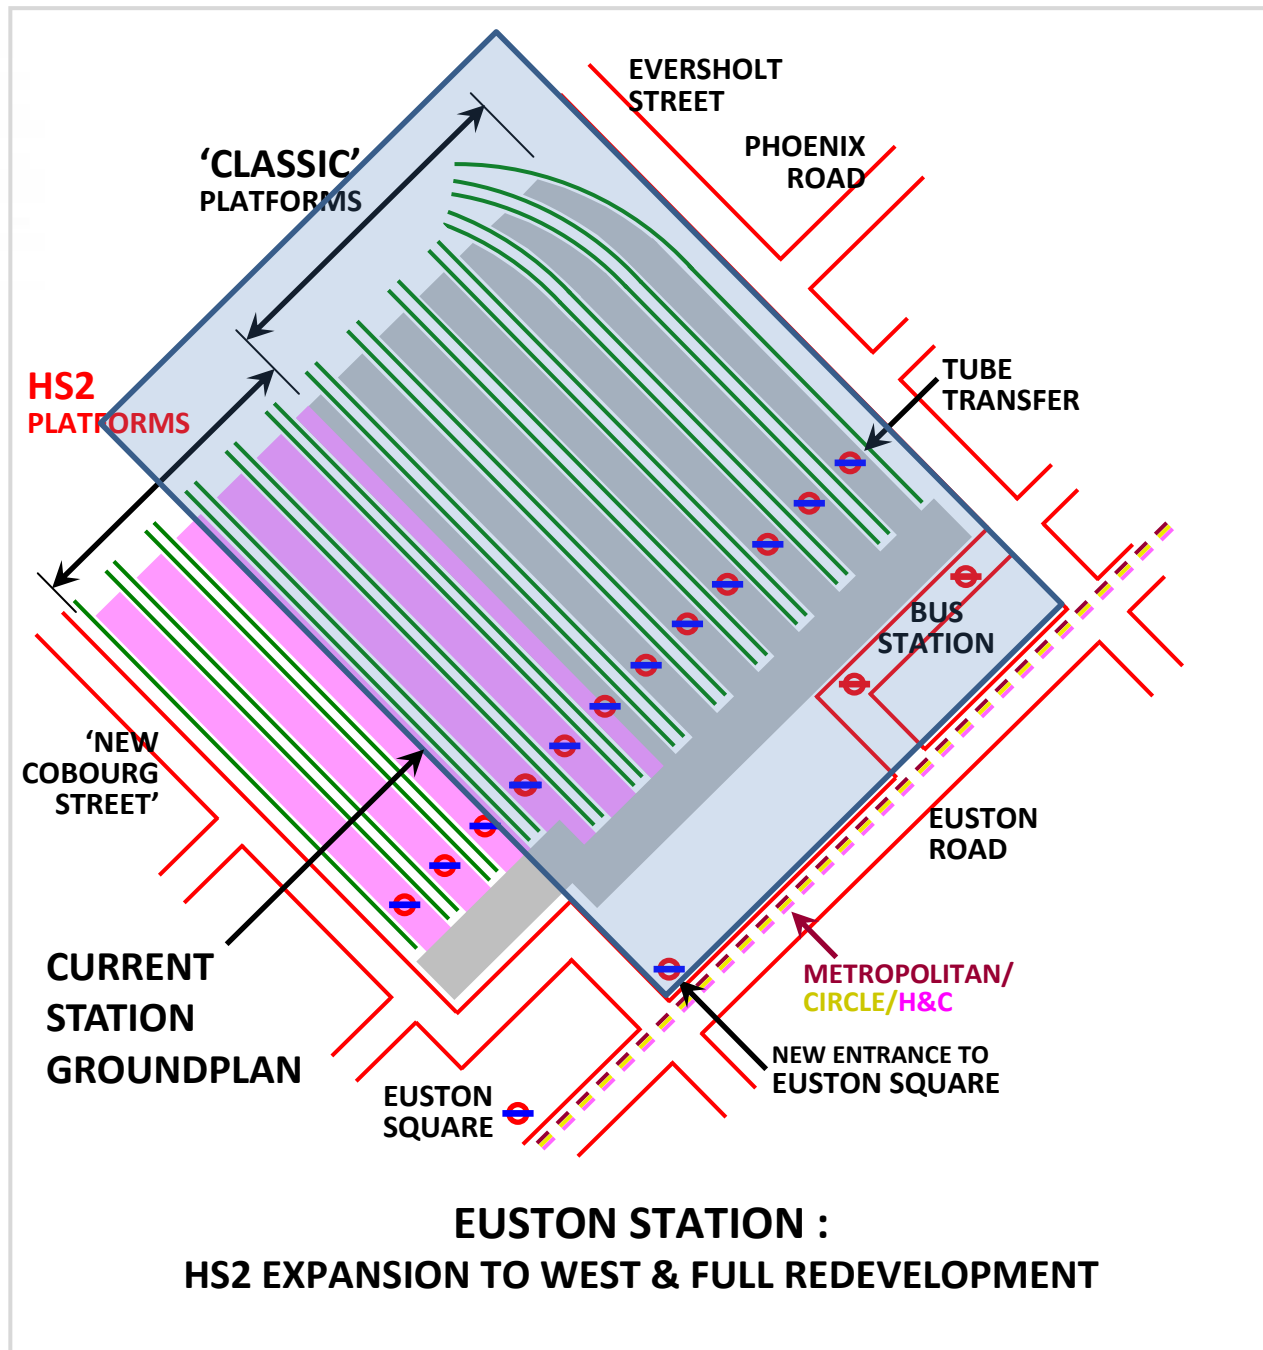 EVERSHOLT
STREET
PHOENIX
ROAD
‘CLASSIC’
PLATFORMS
HS2
PLATFORMS
TUBE
TRANSFER
BUS
STATION
‘NEW
COBOURG
STREET’
EUSTON
ROAD
CURRENT
STATION
GROUNDPLAN
METROPOLITAN/
CIRCLE/H&C
NEW ENTRANCE TO
EUSTON SQUARE
EUSTON
SQUARE
EUSTON STATION :
HS2 EXPANSION TO WEST & FULL REDEVELOPMENT